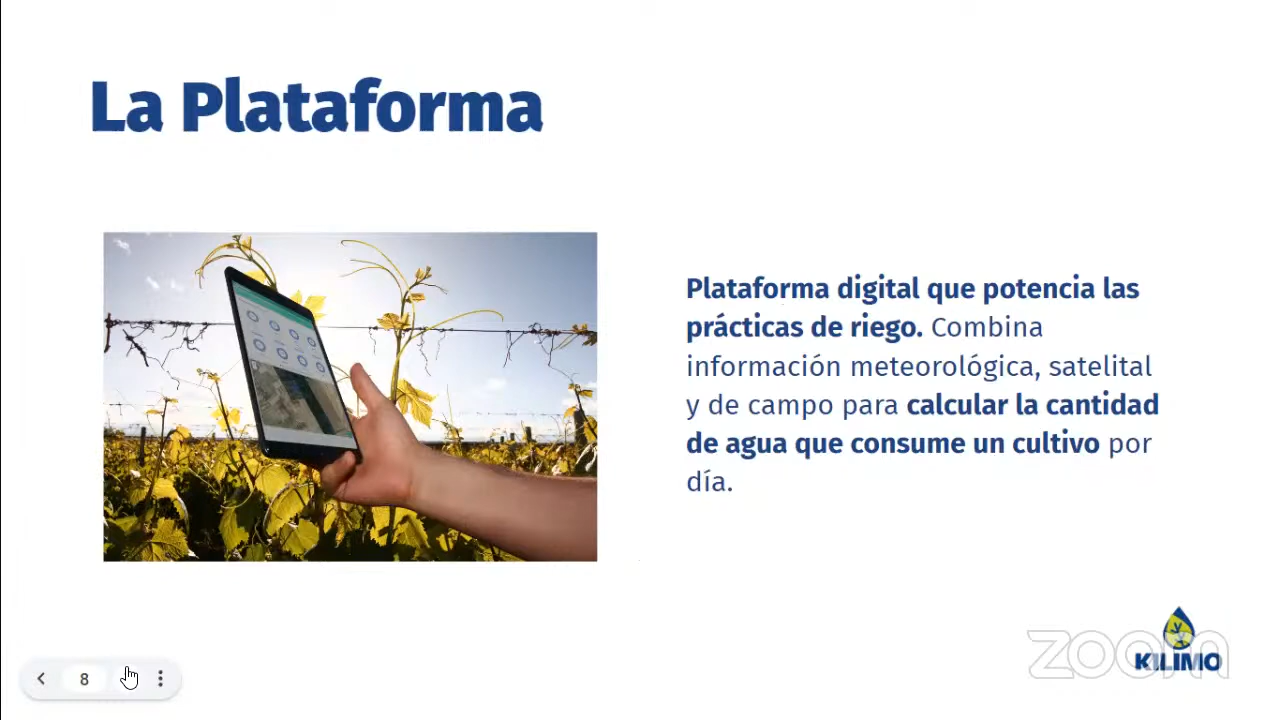 La Plataforma
Plataforma digital que potencia las
prácticas de riego. Combina
información meteorológica, satelital
y de campo para calcular la cantidad
de agua que consume un cultivo por
día.
zoom
KILIMO
8